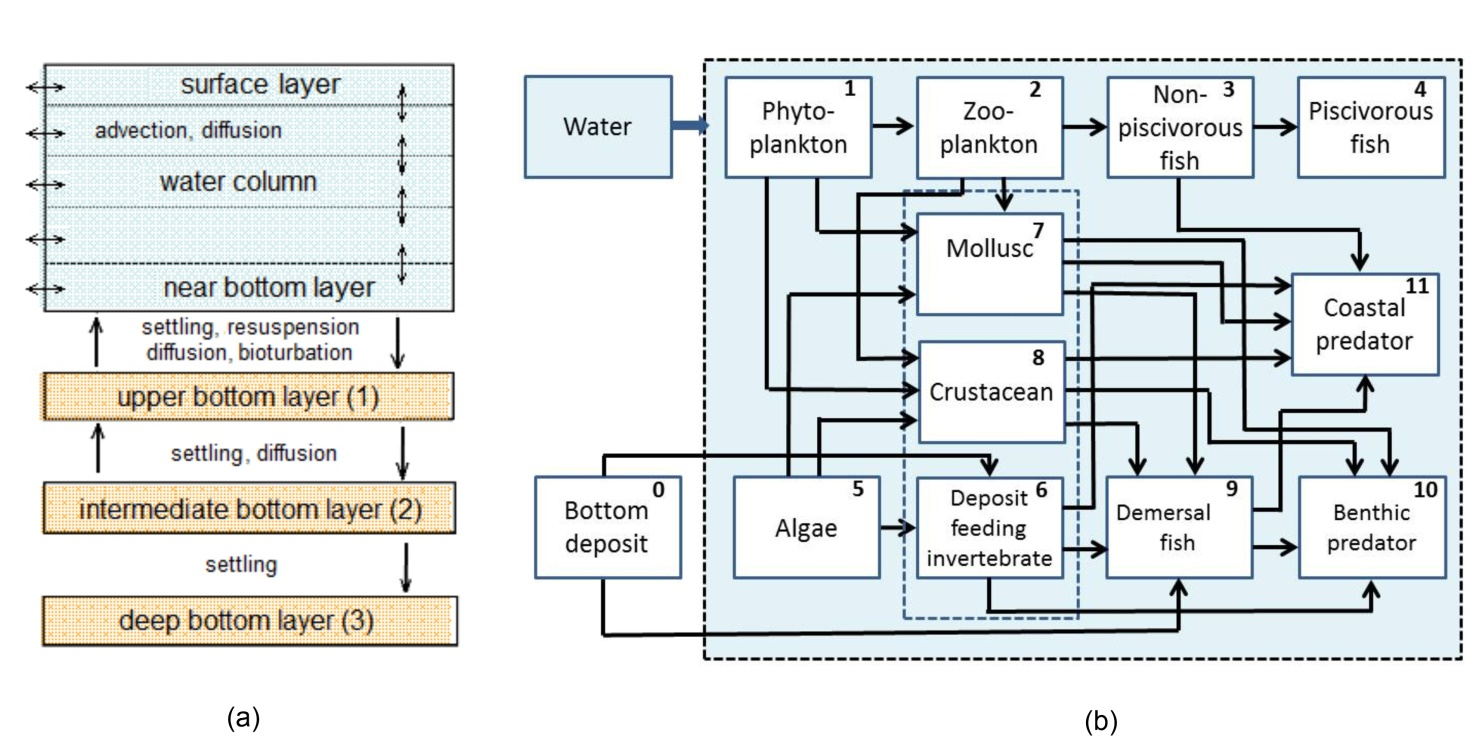 surface layer
advection, diffusion
water column
near bottom layer
settling, resuspension
diffusion, bioturbation
upper bottom layer (1)
settling, diffusion
intermediate bottom layer (2)
settling
deep bottom layer (3)
(a)
Water
1
Phyto-
plankton
2
Zoo-
plankton
Non- 3
piscivorous
fish
4
Piscivorous
fish
7
Mollusc
11
Coastal
predator
8
Crustacean
0
Bottom
deposit
5
Algae
6
Deposit
feeding
invertebrate
9
Demersal
fish
10
Benthic
predator
(b)